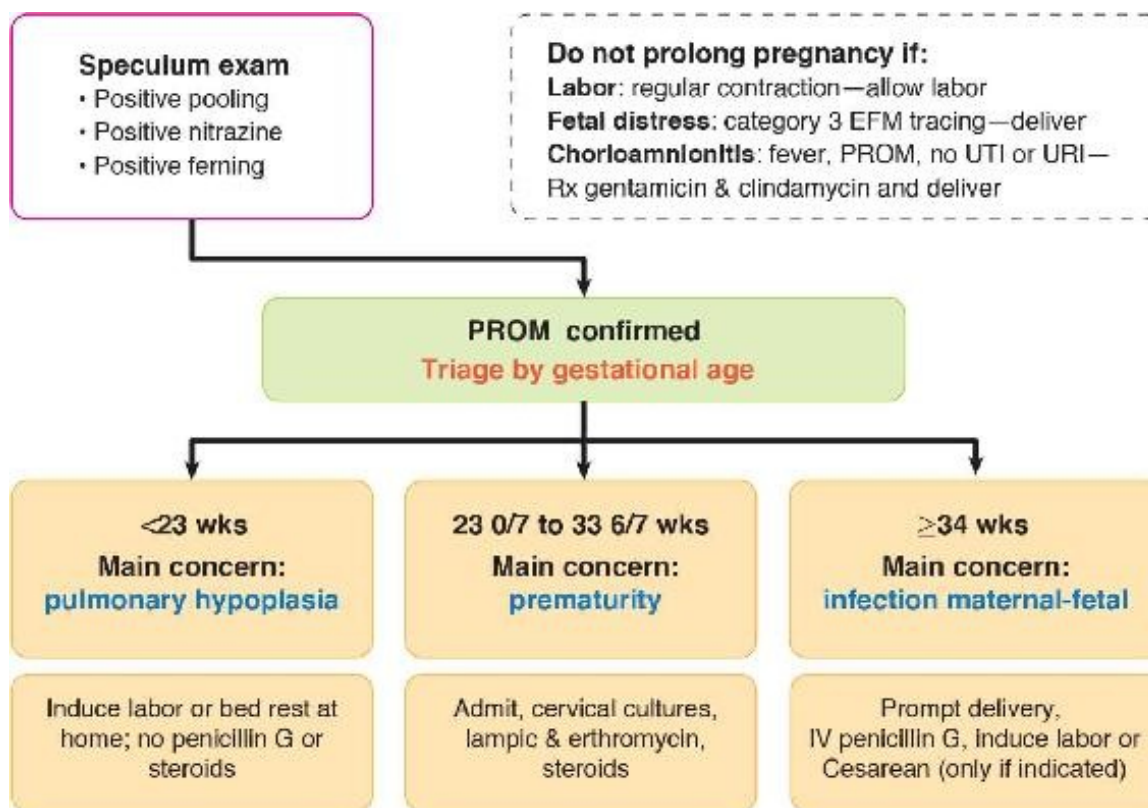 Speculum exam
• Positive pooling
• Positive nitrazine
• Positive ferning
Do not prolong pregnancy if:
Labor: regular contraction—allow labor
Fetal distress: category 3 EFM tracing—deliver
Chorioamnionitis: fever, PROM, no UTI or URI—
Rx gentamicin & clindamycin and deliver
PROM confirmed
Triage by gestational age
<23 wks
Main concern:
pulmonary hypoplasia
23 0/7 to 33 6/7 wks
Main concern:
prematurity
≥34 wks
Main concern:
infection maternal-fetal
Induce labor or bed rest at
home; no penicillin G or
steroids
Admit, cervical cultures,
lampic & erthromycin,
steroids
Prompt delivery,
IV penicillin G, induce labor or
Cesarean (only if indicated)